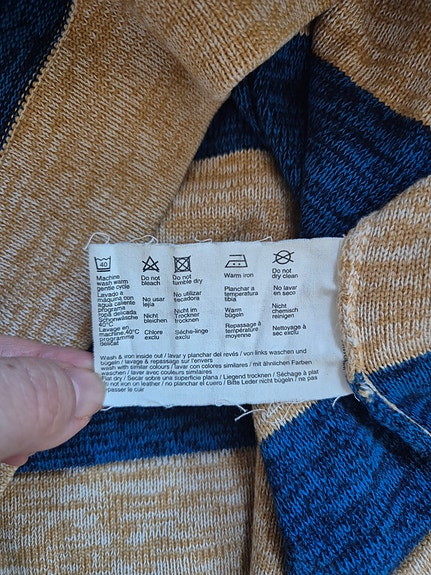 40
Machine
wash warm
gentle cycle
Lavado a
máquina con
agua caliente
programa
ropa delicada
Schonwäsche
40°C
Lavage en
machine 40°C
programme
délicat
Do not
bleach
No usar
lejía
Nicht
bleichen
Chlore
exclu
Do not
tumble dry
No utilizar
secadora
Nicht im
Trockner
trocknen
Sèche-linge
exclu
Warm iron
Planchar a
temperatura
tibia
Warm
bügeln
Repassage à
température
moyenne
Do not
dry clean
No lavar
en seco
Nicht
chemisch
reinigen
Nettoyage à
sec exclu
Wash & iron inside out / lavar y planchar del revés / von links waschen und
bügeln / lavage & repassage sur l'envers
wash with similar colours / lavar con colores similares / mit ähnlichen Farben
waschen / laver avec couleurs similaires
Flat dry / Secar sobre una superficie plana / Liegend trocknen / Séchage à plat
not iron on leather / no planchar el cuero / Bitte Leder nicht bügeln / ne pas
repasser le cuir